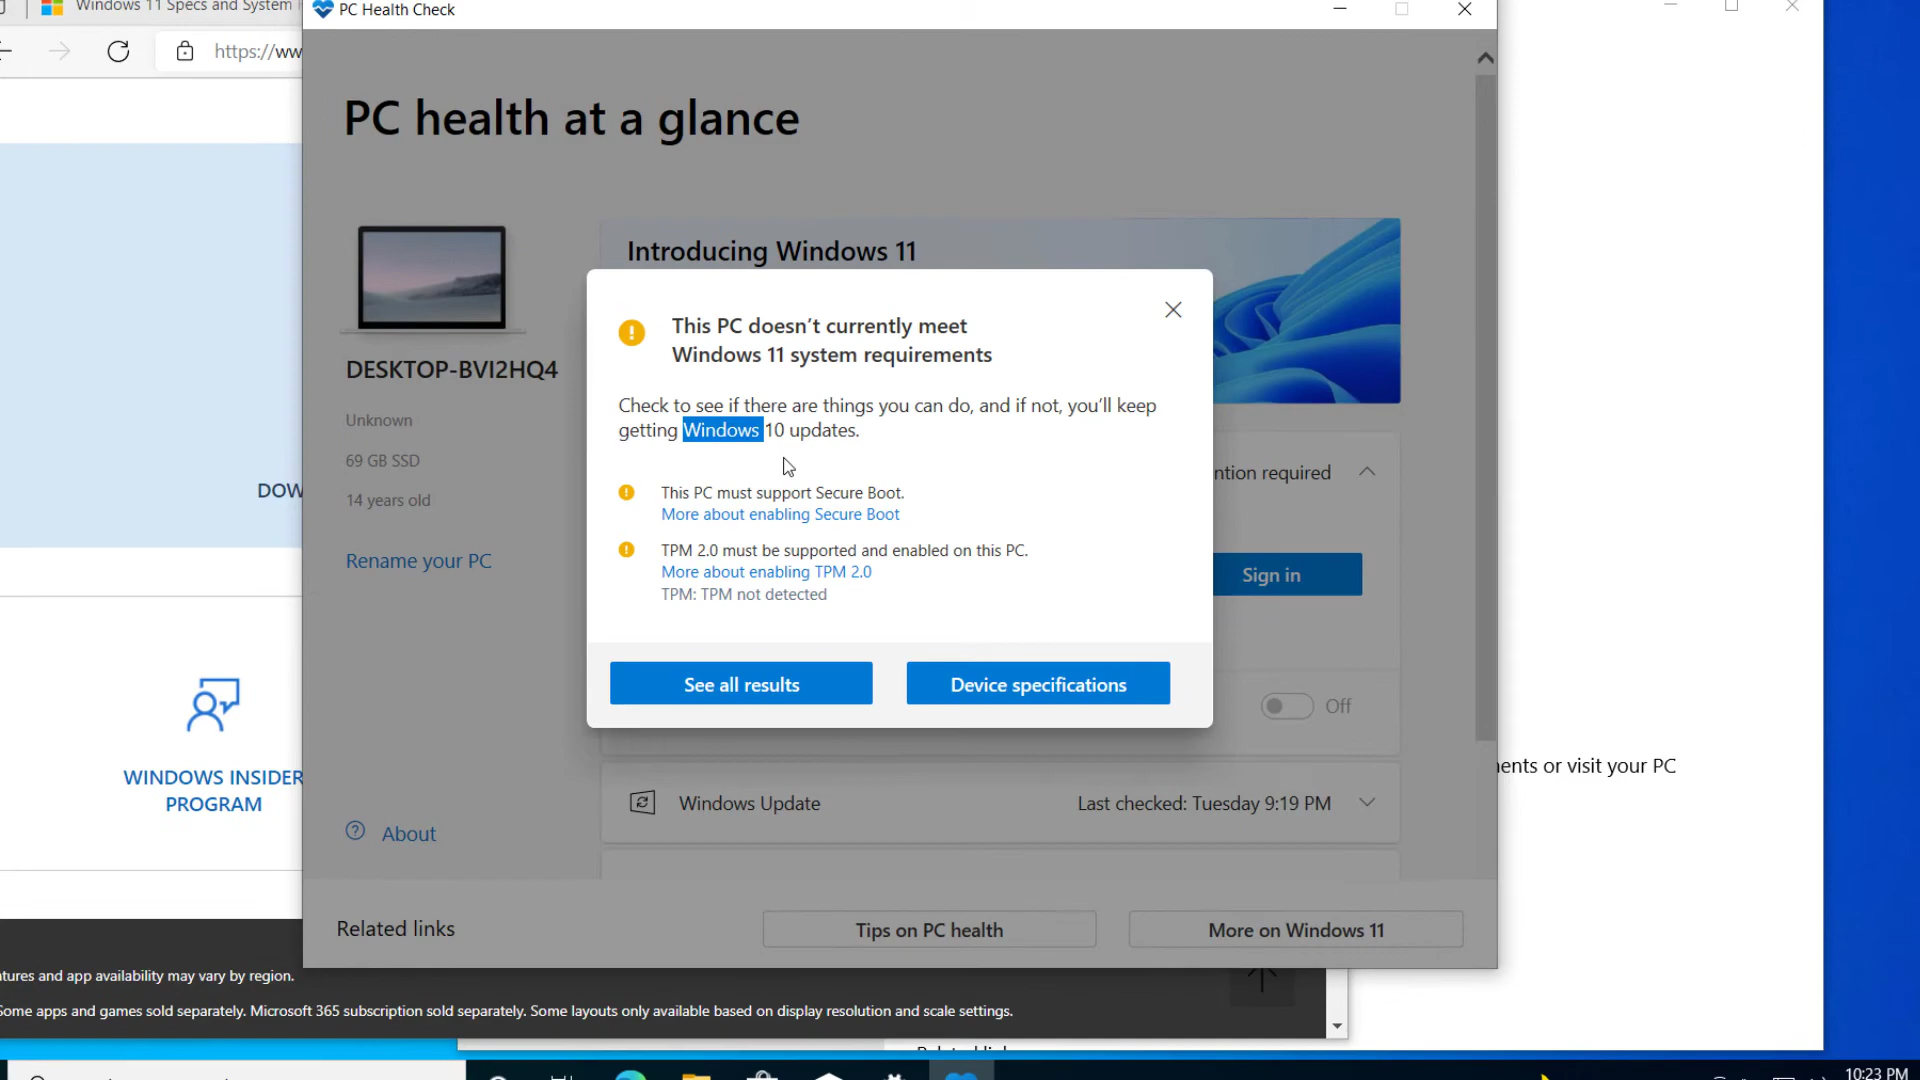 Windows 11 Specs and System
PC Health Check
https://ww
PC health at a glance
Introducing Windows 11
This PC doesn't currently meet
Windows 11 system requirements
Check to see if there are things you can do, and if not, you'll keep
getting Windows 10 updates.
DESKTOP-BVI2HQ4
Unknown
69 GB SSD
14 years old
Rename your PC
ntion required
DOW
This PC must support Secure Boot.
More about enabling Secure Boot
TPM 2.0 must be supported and enabled on this PC.
More about enabling TPM 2.0
TPM: TPM not detected
Sign in
See all results
Device specifications
Off
ents or visit your PC
WINDOWS INSIDER
PROGRAM
Windows Update
Last checked: Tuesday 9:19 PM
About
Related links
Tips on PC health
More on Windows 11
tures and app availability may vary by region.
Some apps and games sold separately. Microsoft 365 subscription sold separately. Some layouts only available based on display resolution and scale settings.
10:23 PM